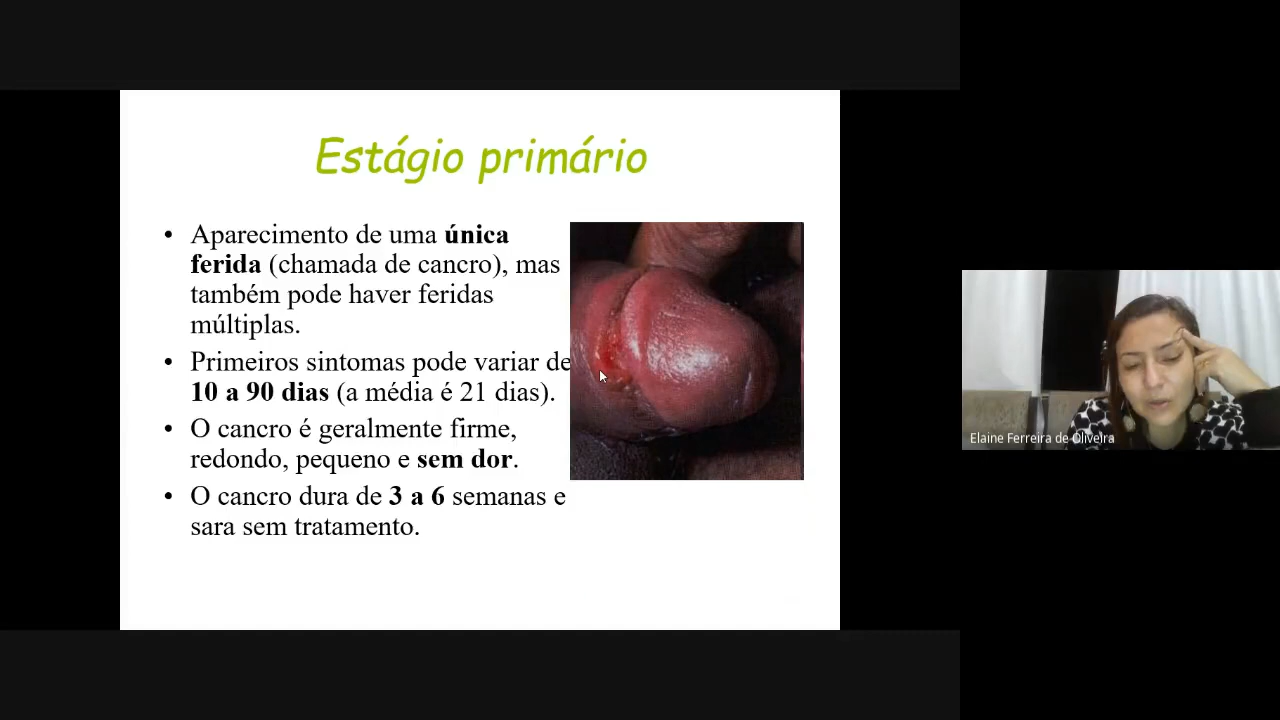 Estágio primário
• Aparecimento de uma única
ferida (chamada de cancro), mas
também pode haver feridas
múltiplas.
• Primeiros sintomas pode variar de
10 a 90 dias (a média é 21 dias).
• O cancro é geralmente firme,
redondo, pequeno e sem dor.
• O cancro dura de 3 a 6 semanas e
sara sem tratamento.
Elaine Ferreira de Oliveira